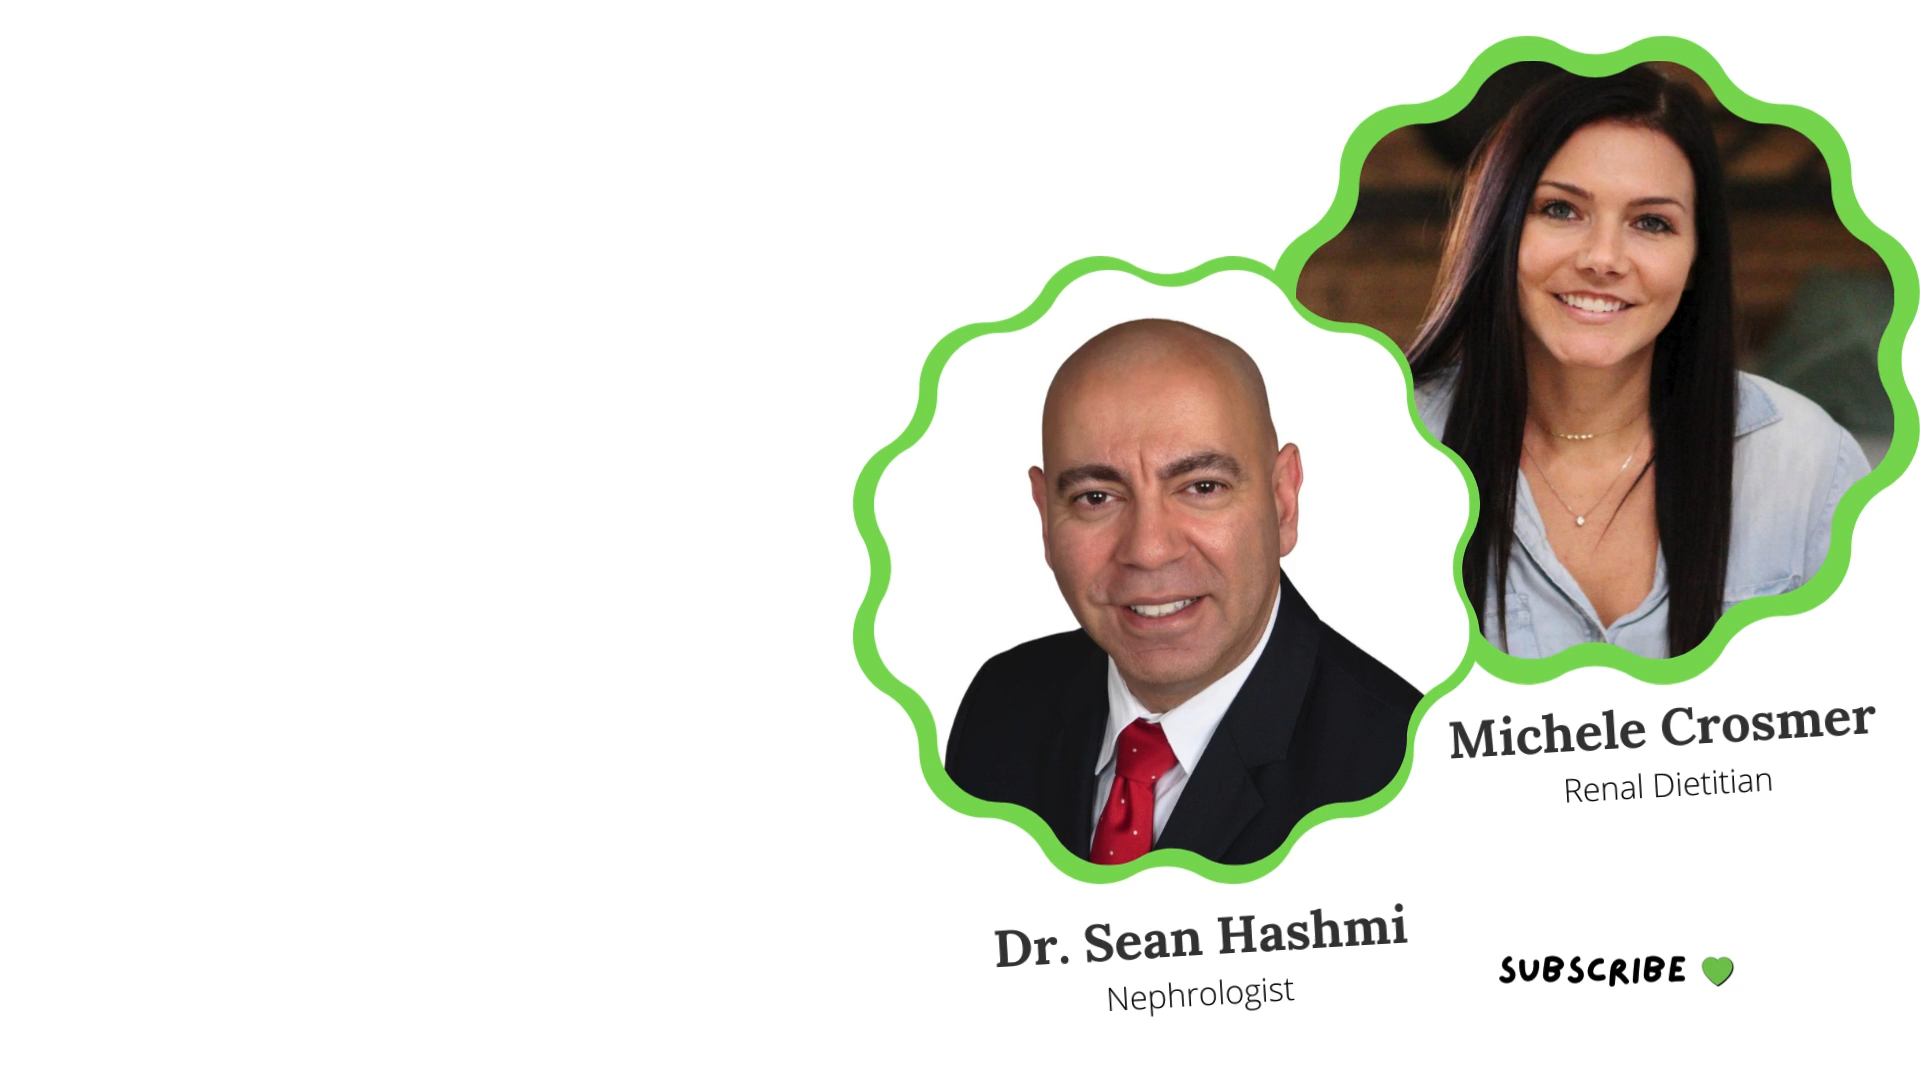 Michele Crosmer
Renal Dietitian
Dr. Sean Hashmi
Nephrologist
SUBSCRIBE